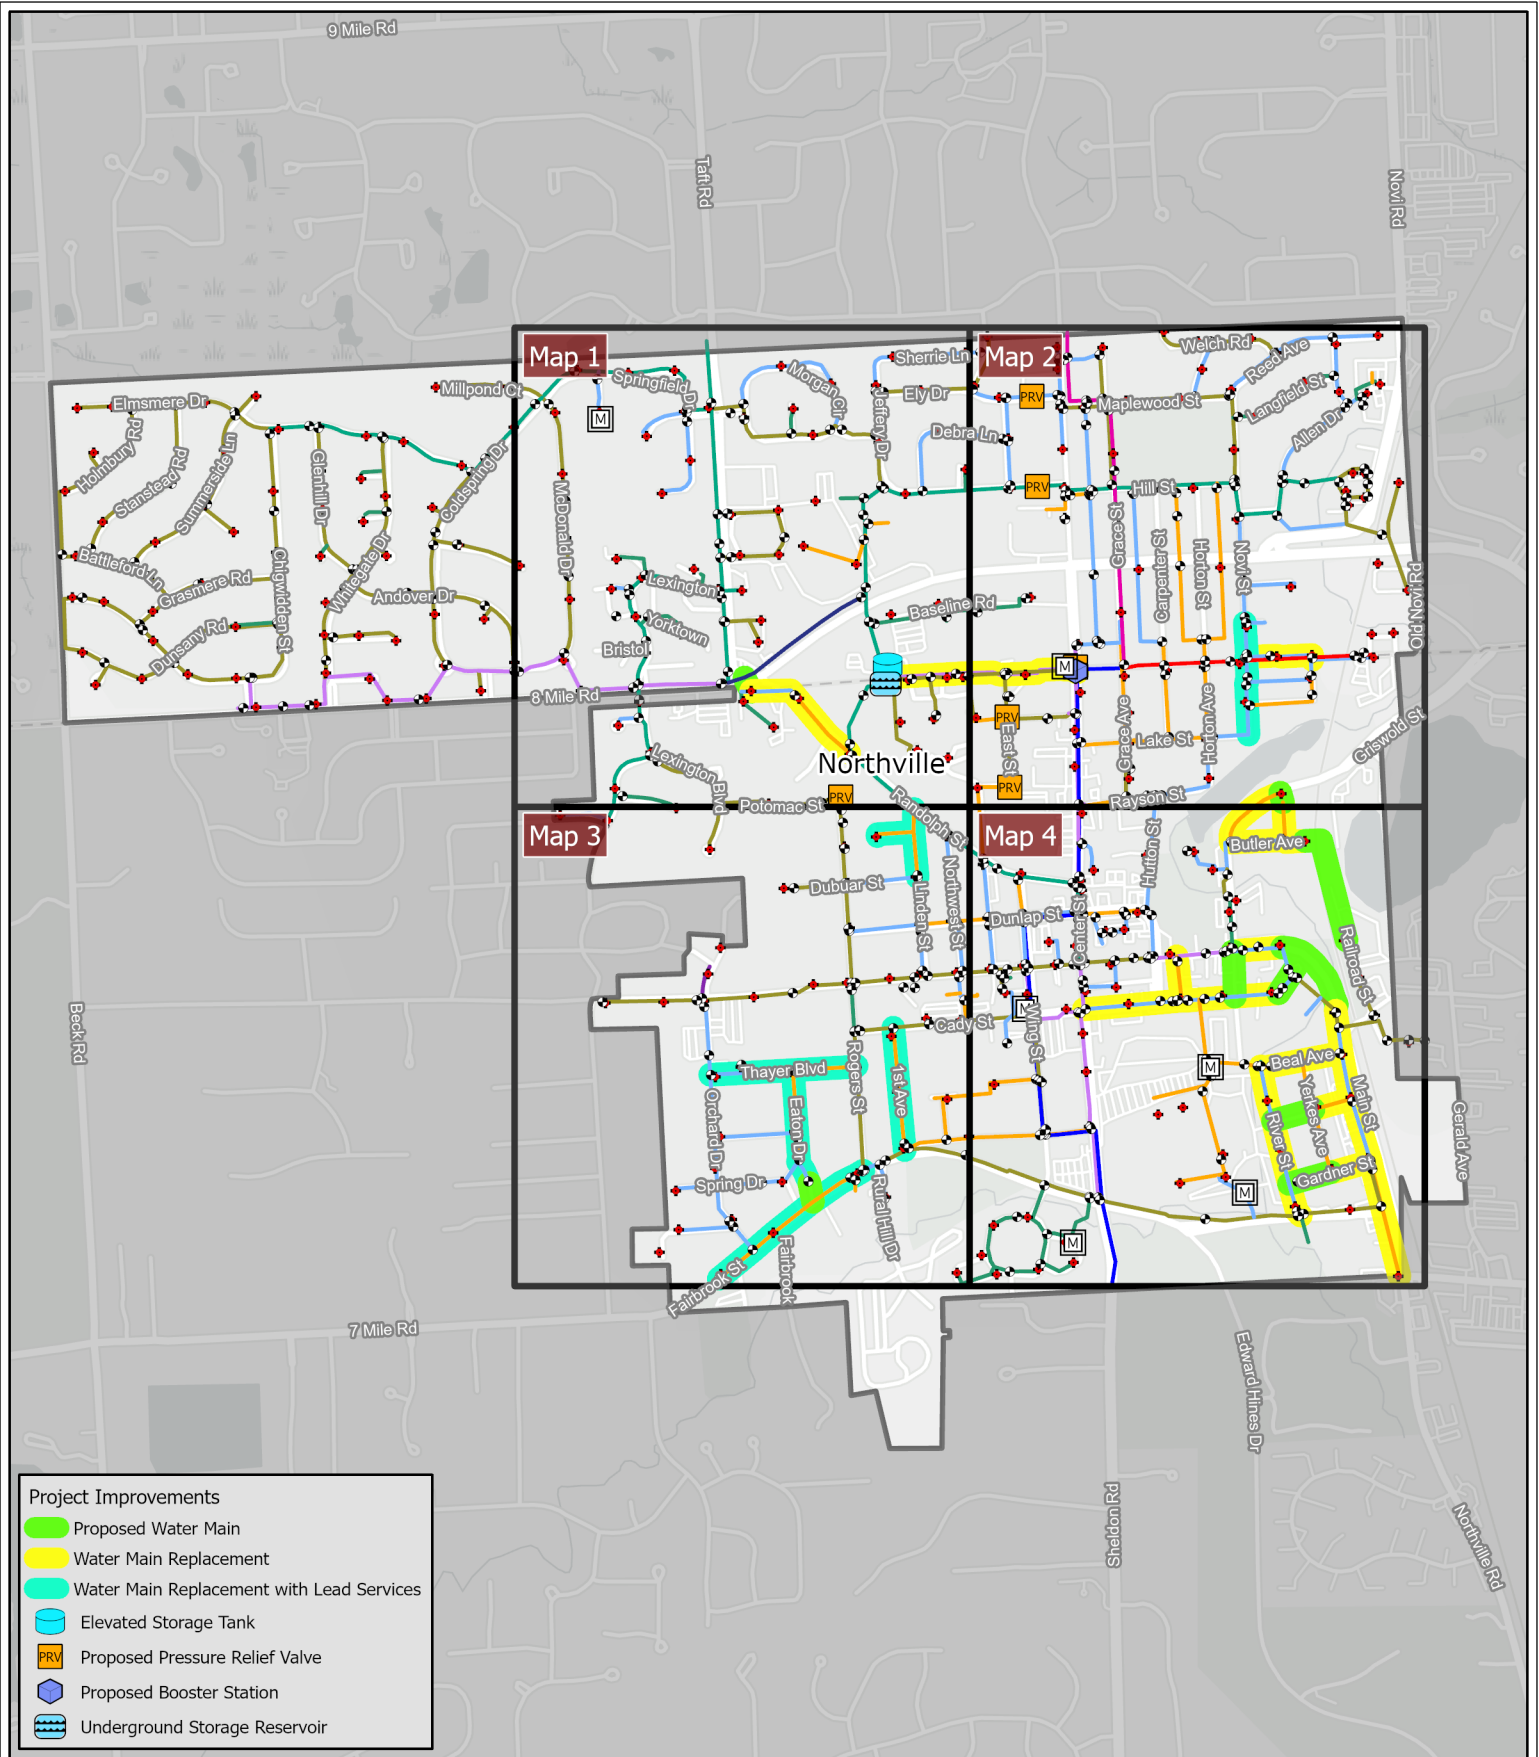 9 Mile Rd
Taft Rd
Novi Rd
Map 1
Map 2
Sherrie Ln
Welch Rd
Reed Ave
Millpond Ct
Springfield Dr
Morgan Cir
Ely Dr
Jeffery Dr
PRV
Maplewood St
Langfield St
Elmsmere Dr
Holmbury Rd
Stanstead Rd
Summerside Ln
Glenhill Dr
Coldspring Dr
M
Debra Ln
Allen Dr
PRV
Hill St
McDonald Dr
Grace St
Carpenter St
Horton St
Novi St
Battleford Ln
Grasmere Rd
Chigwidden St
Whitegate Dr
Andover Dr
Lexington
Yorktown
Baseline Rd
Old Novi Rd
Dunsany Rd
Bristol
M
8 Mile Rd
PRV
East St
Grace Ave
Lake St
Horton Ave
Griswold St
Northville
Lexington Blvd
PRV
PRV
Potomac St
Randolph St
Rayson St
Map 3
Map 4
Hutton St
Butler Ave
Dubuar St
Linden St
Northwest St
Dunlap St
Center St
Railroad St
Beck Rd
Cady St
M
Wing St
Thayer Blvd
Rogers St
1st Ave
M
Beal Ave
Orchard Dr
Eaton Dr
River St
Yerkes Ave
Main St
Gerald Ave
Spring Dr
Rural Hill Dr
M
Gardner St
M
Fairbrook St
Fairbrook
7 Mile Rd
Edward Hines Dr
Sheldon Rd
Northville Rd
Project Improvements
Proposed Water Main
Water Main Replacement
Water Main Replacement with Lead Services
Elevated Storage Tank
PRV Proposed Pressure Relief Valve
Proposed Booster Station
Underground Storage Reservoir